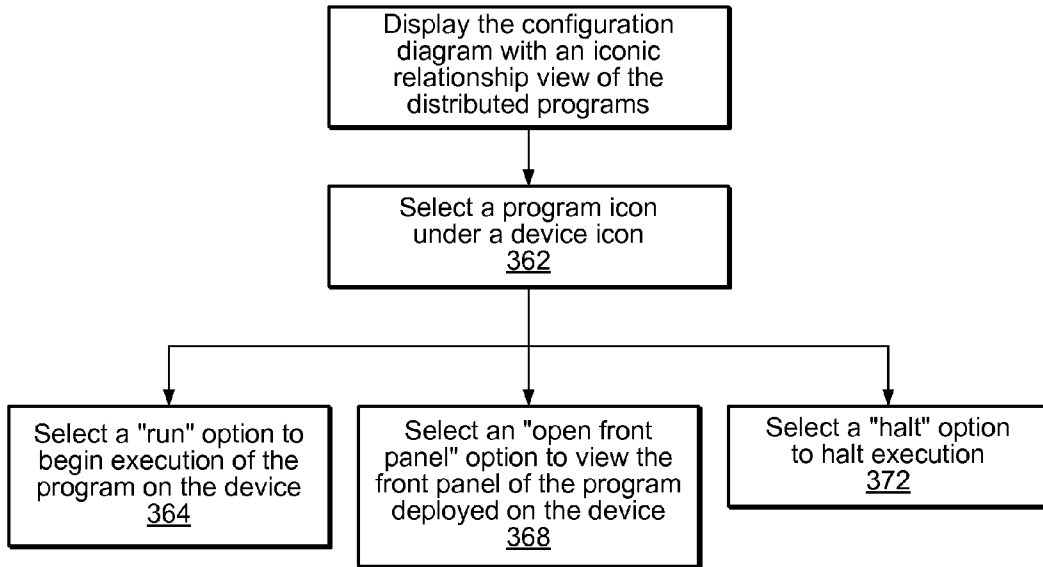 Display the configuration
diagram with an iconic
relationship view of the
distributed programs
Select a program icon
under a device icon
362
Select a "run" option to
begin execution of the
program on the device
364
Select an "open front
panel" option to view the
front panel of the program
deployed on the device
368
Select a "halt" option
to halt execution
372